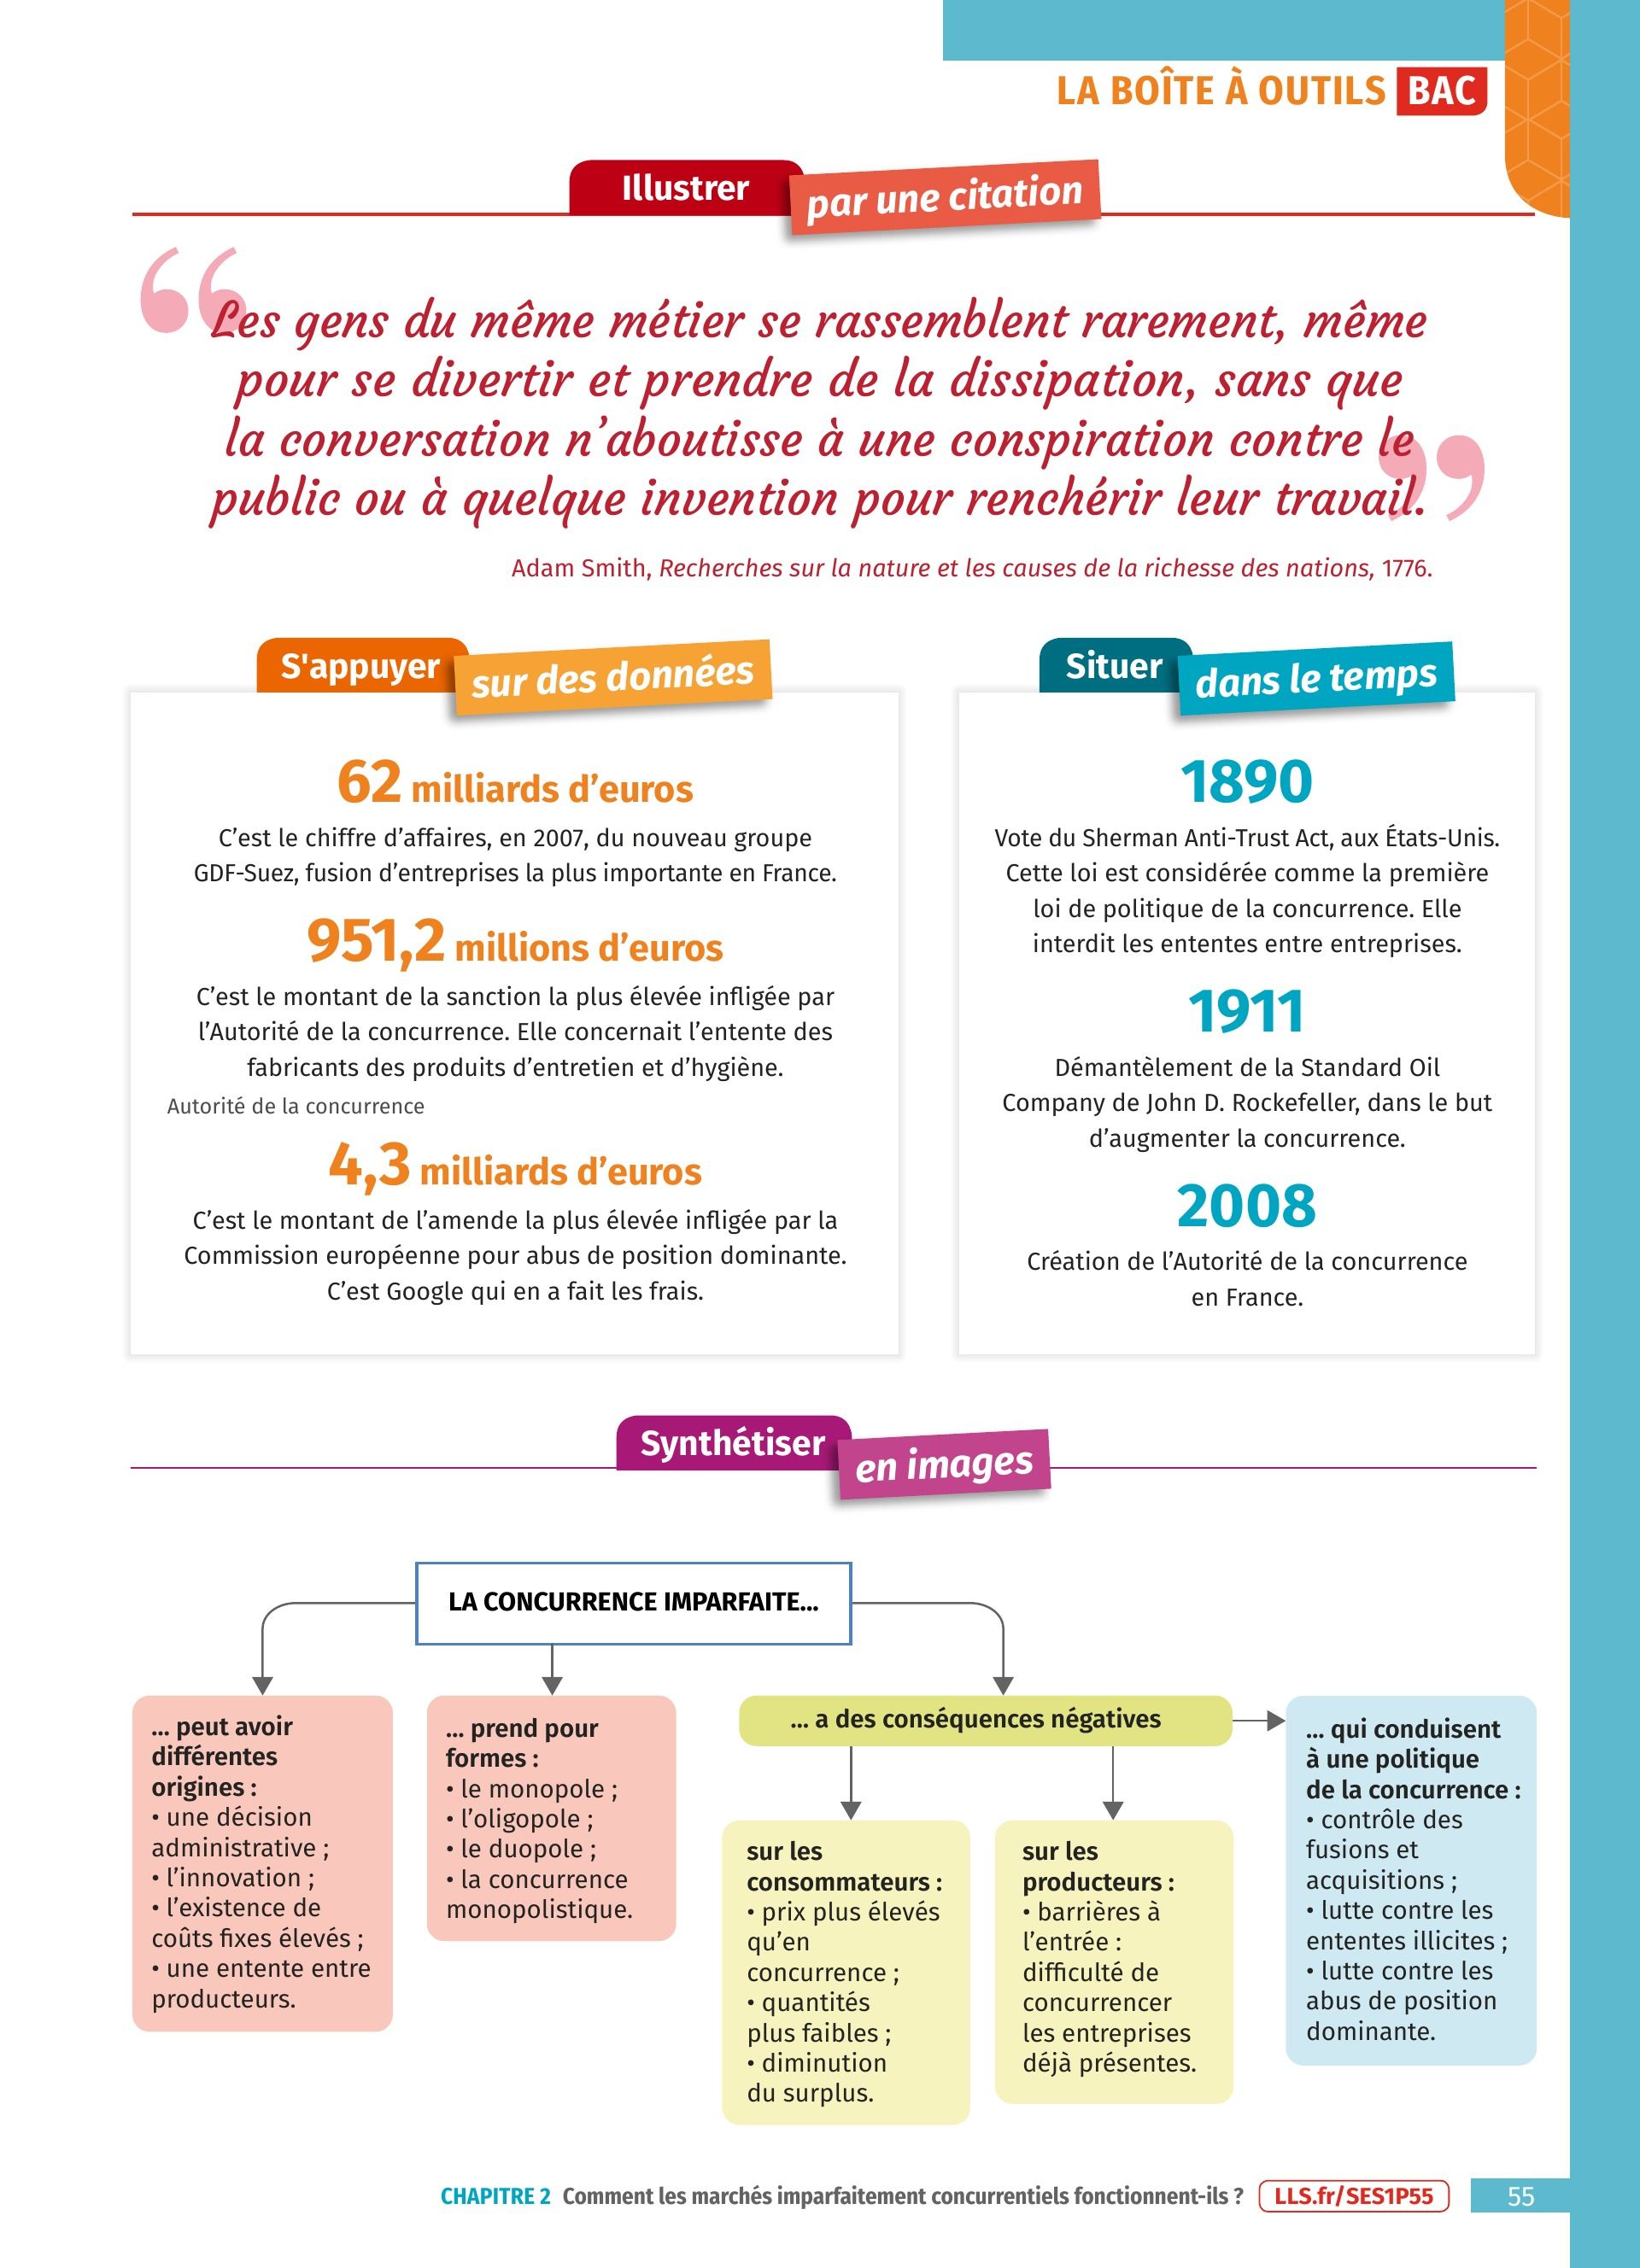 LA BOÎTE À OUTILS BAC
Illustrer par une citation
“Les gens du même métier se rassemblent rarement, même
pour se divertir et prendre de la dissipation, sans que
la conversation n’aboutisse à une conspiration contre le
public ou à quelque invention pour renchérir leur travail.”
Adam Smith, Recherches sur la nature et les causes de la richesse des nations, 1776.
S'appuyer sur des données
62 milliards d’euros
C’est le chiffre d’affaires, en 2007, du nouveau groupe
GDF-Suez, fusion d’entreprises la plus importante en France.
951,2 millions d’euros
C’est le montant de la sanction la plus élevée infligée par
l’Autorité de la concurrence. Elle concernait l’entente des
fabricants des produits d’entretien et d’hygiène.
Autorité de la concurrence
4,3 milliards d’euros
C’est le montant de l’amende la plus élevée infligée par la
Commission européenne pour abus de position dominante.
C’est Google qui en a fait les frais.
Situer dans le temps
1890
Vote du Sherman Anti-Trust Act, aux États-Unis.
Cette loi est considérée comme la première
loi de politique de la concurrence. Elle
interdit les ententes entre entreprises.
1911
Démantèlement de la Standard Oil
Company de John D. Rockefeller, dans le but
d’augmenter la concurrence.
2008
Création de l’Autorité de la concurrence
en France.
Synthétiser en images
LA CONCURRENCE IMPARFAITE...
... peut avoir
différentes
origines :
• une décision
administrative ;
• l’innovation ;
• l’existence de
coûts fixes élevés ;
• une entente entre
producteurs.
... prend pour
formes :
• le monopole ;
• l’oligopole ;
• le duopole ;
• la concurrence
monopolistique.
... a des conséquences négatives
sur les
consommateurs :
• prix plus élevés
qu’en
concurrence ;
• quantités
plus faibles ;
• diminution
du surplus.
sur les
producteurs :
• barrières à
l’entrée :
difficulté de
concurrencer
les entreprises
déjà présentes.
... qui conduisent
à une politique
de la concurrence :
• contrôle des
fusions et
acquisitions ;
• lutte contre les
ententes illicites ;
• lutte contre les
abus de position
dominante.
CHAPITRE 2 Comment les marchés imparfaitement concurrentiels fonctionnent-ils ? LLS.fr/SES1P55 55